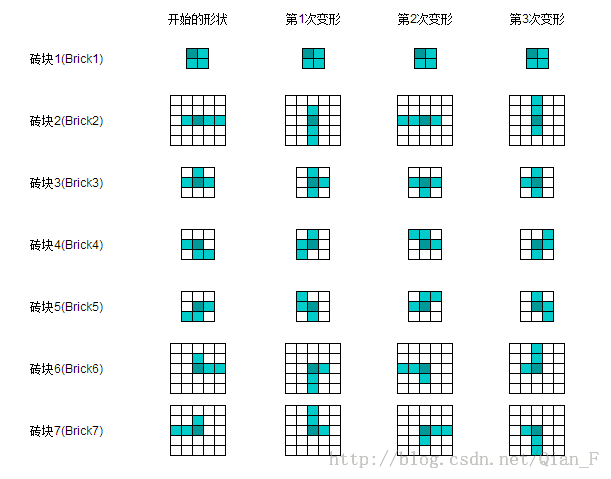 开始的形状 第1次变形 第2次变形 第3次变形
砖块1(Brick1)
砖块2(Brick2)
砖块3(Brick3)
砖块4(Brick4)
砖块5(Brick5)
砖块6(Brick6)
砖块7(Brick7)
http://blog.csdn.net/Qian_F